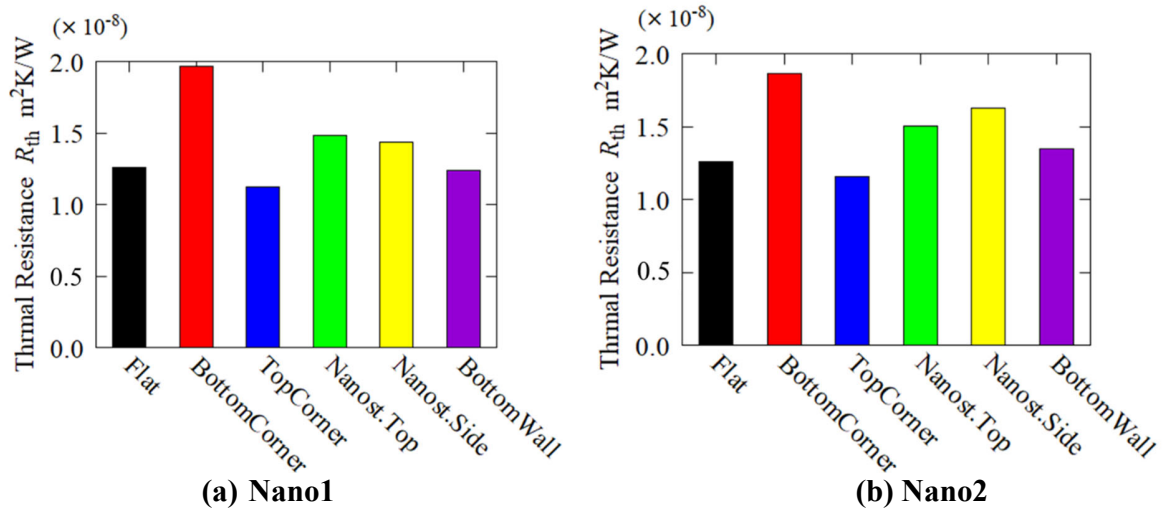 (× 10⁻⁸)
Thrmal Resistance R_th m²K/W
2.0
1.5
1.0
0.5
0.0
Flat
BottomCorner
TopCorner
Nanost.Top
Nanost.Side
BottomWall
(a) Nano1
(× 10⁻⁸)
Thrmal Resistance R_th m²K/W
2.0
1.5
1.0
0.5
0.0
Flat
BottomCorner
TopCorner
Nanost.Top
Nanost.Side
BottomWall
(b) Nano2